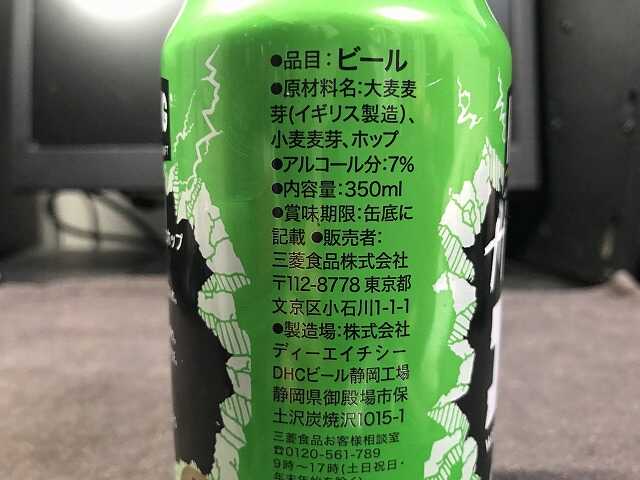 ●品目：ビール
●原材料名：大麦麦
芽(イギリス製造)、
小麦麦芽、ホップ
●アルコール分：7%
●内容量：350ml
●賞味期限：缶底に
記載 ●販売者：
三菱食品株式会社
〒112-8778 東京都
文京区小石川1-1-1
●製造場：株式会社
ディーエイチシー
DHCビール静岡工場
静岡県御殿場市保
土沢炭焼沢1015-1
三菱食品お客様相談室
☎0120-561-789
9時～17時(土日祝日・
年末年始を除く)